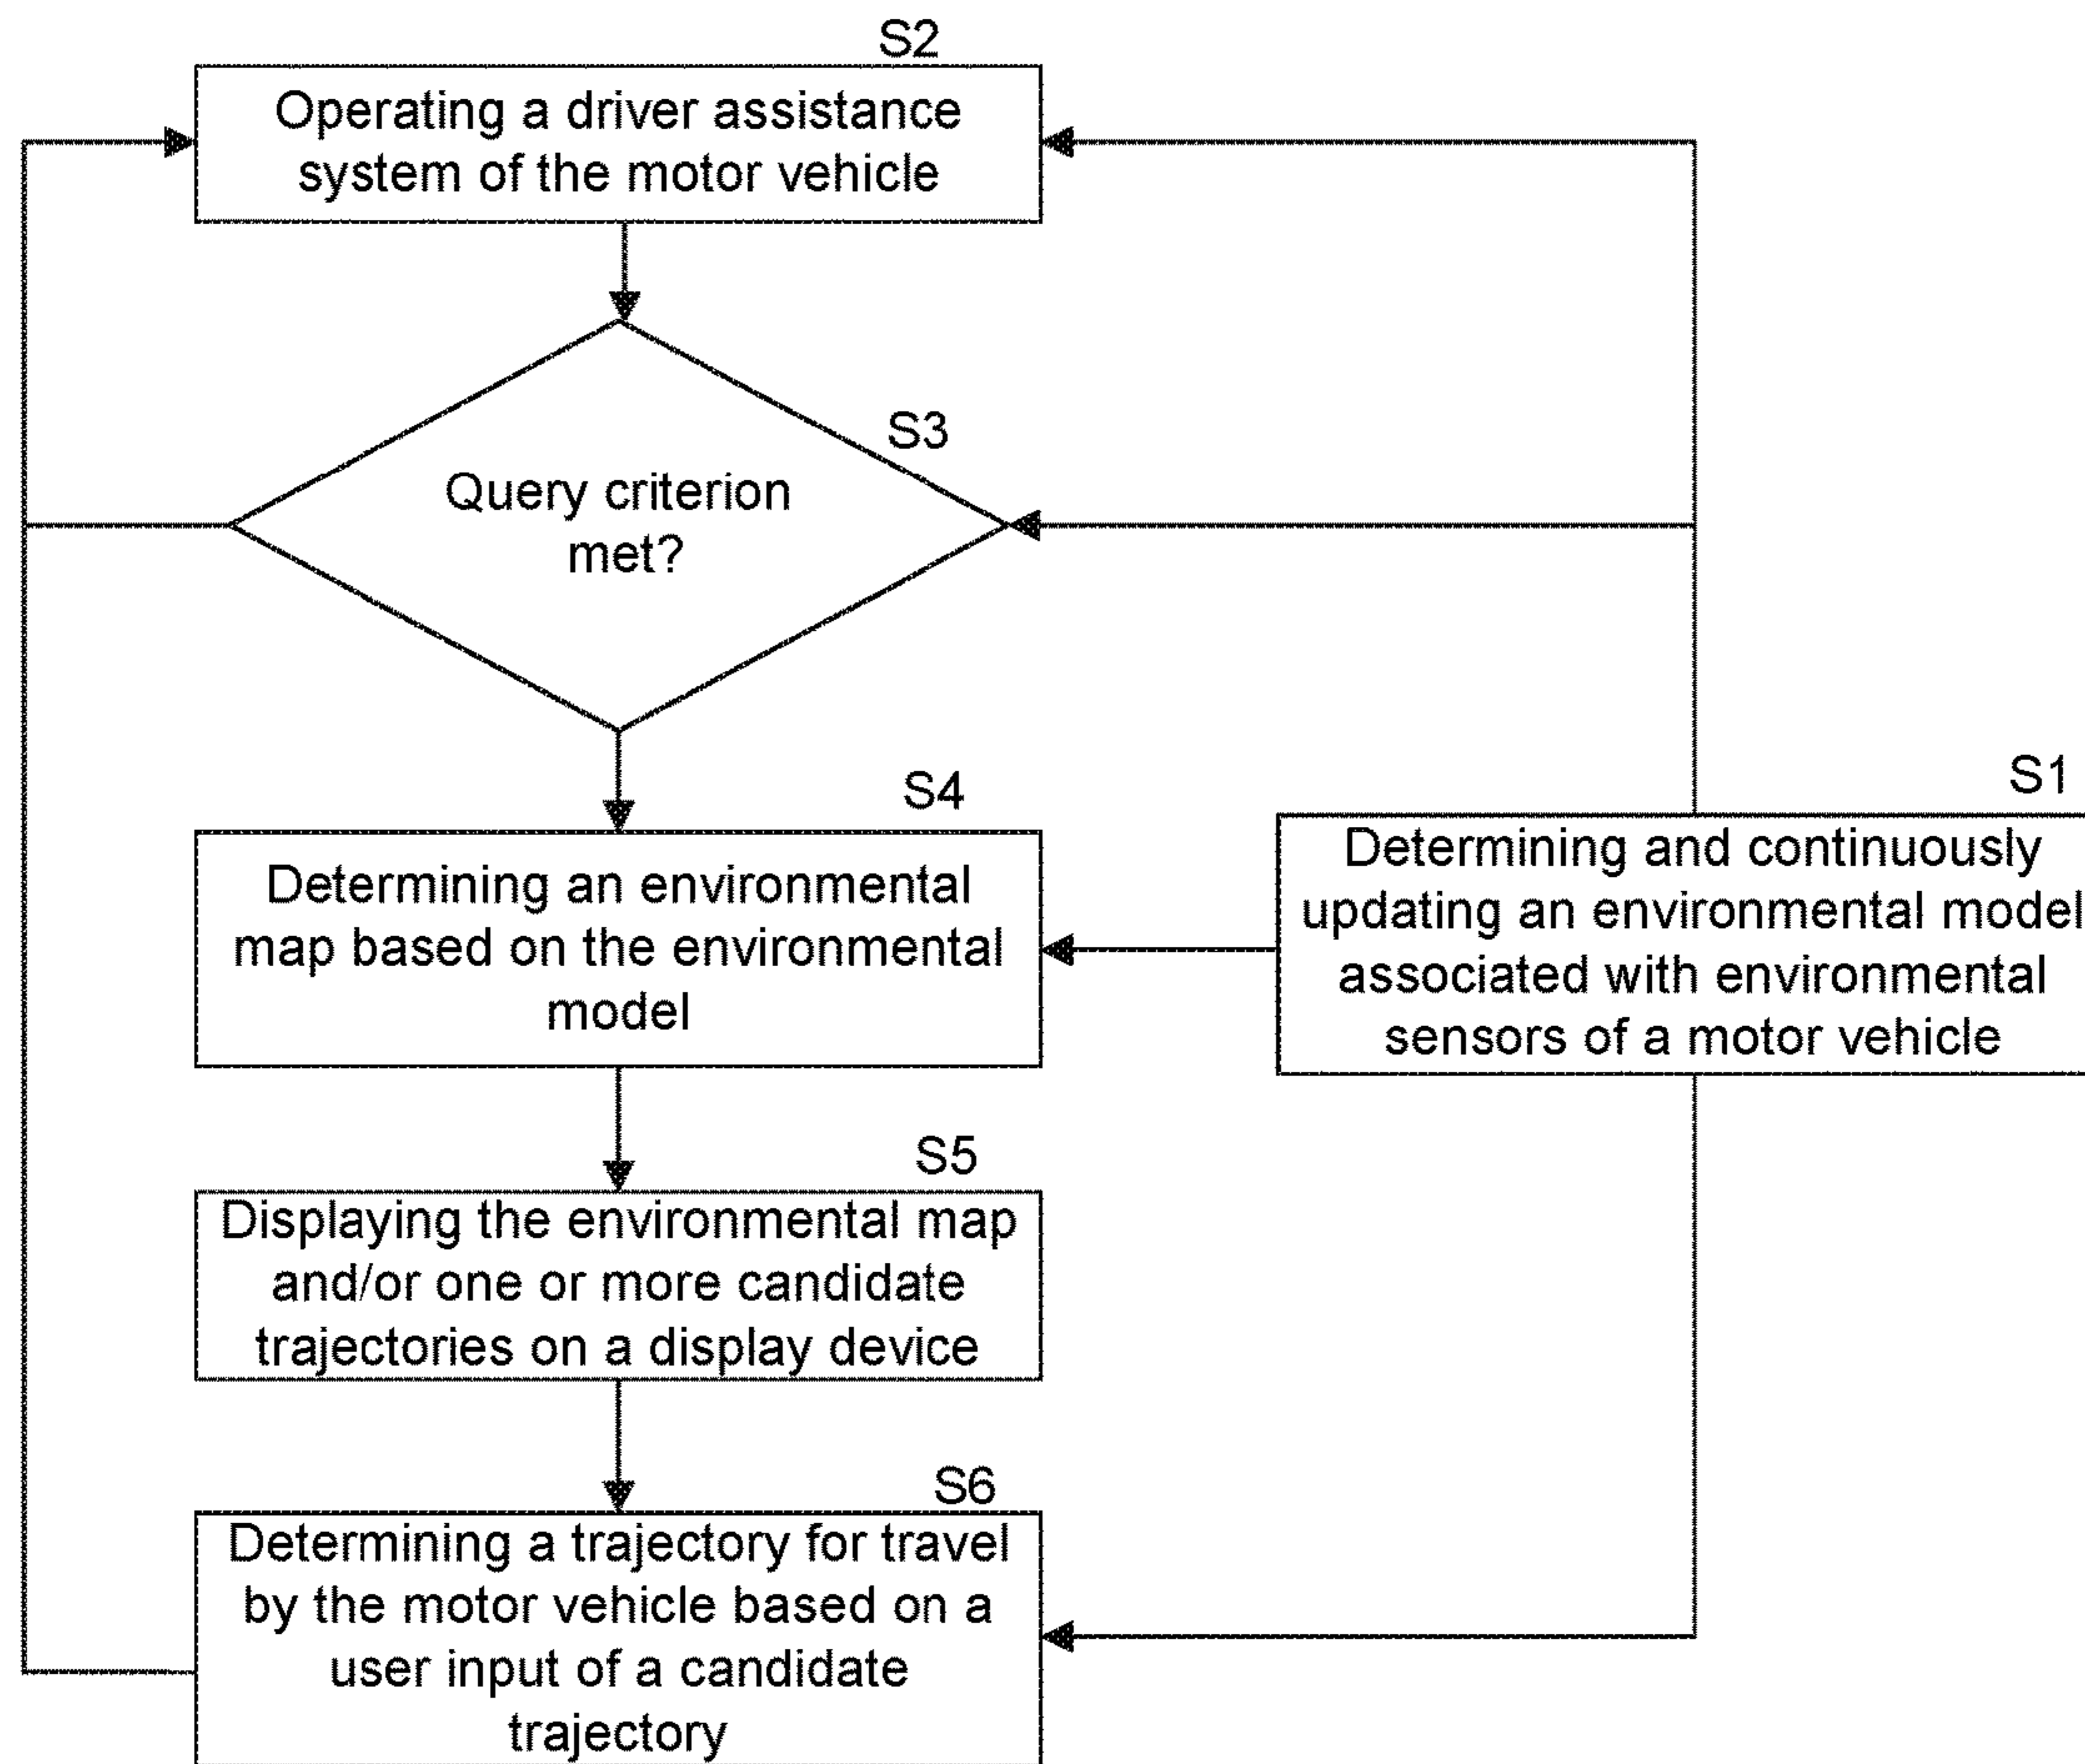 S2
Operating a driver assistance
system of the motor vehicle
S3
Query criterion
met?
S4
Determining an environmental
map based on the environmental
model
S1
Determining and continuously
updating an environmental model
associated with environmental
sensors of a motor vehicle
S5
Displaying the environmental map
and/or one or more candidate
trajectories on a display device
S6
Determining a trajectory for travel
by the motor vehicle based on a
user input of a candidate
trajectory